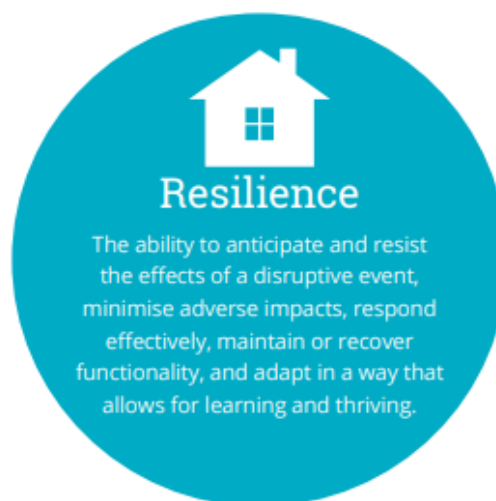 Resilience
The ability to anticipate and resist
the effects of a disruptive event,
minimise adverse impacts, respond
effectively, maintain or recover
functionality, and adapt in a way that
allows for learning and thriving.